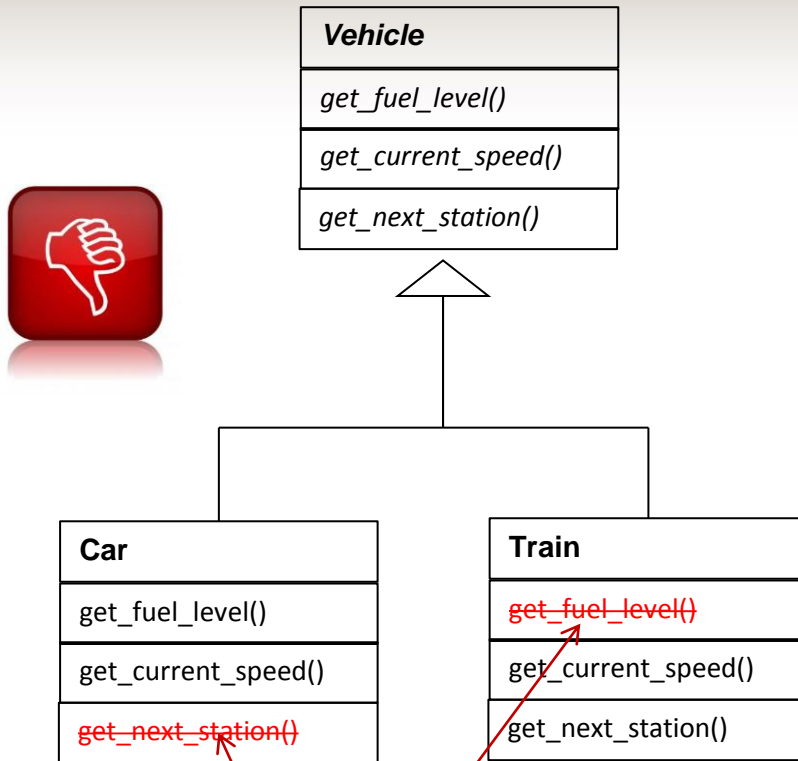 Vehicle
get_fuel_level()
get_current_speed()
get_next_station()
Car
get_fuel_level()
get_current_speed()
get_next_station()
Train
get_fuel_level()
get_current_speed()
get_next_station()